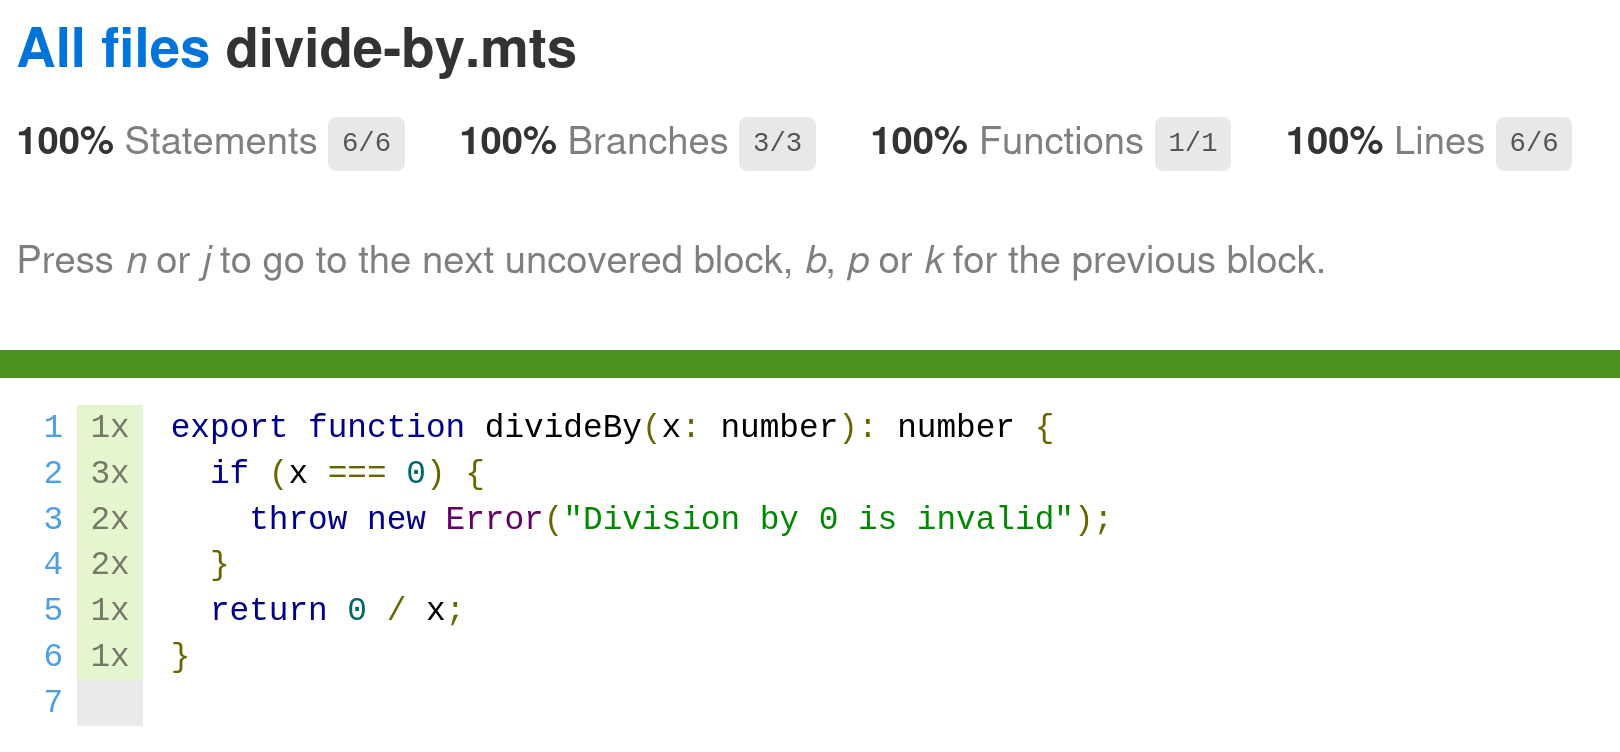 All files divide-by.mts
100% Statements 6/6 100% Branches 3/3 100% Functions 1/1 100% Lines 6/6
Press n or j to go to the next uncovered block, b, p or k for the previous block.
1 1x export function divideBy(x: number): number {
2 3x   if (x === 0) {
3 2x     throw new Error("Division by 0 is invalid");
4 2x   }
5 1x   return 0 / x;
6 1x }
7